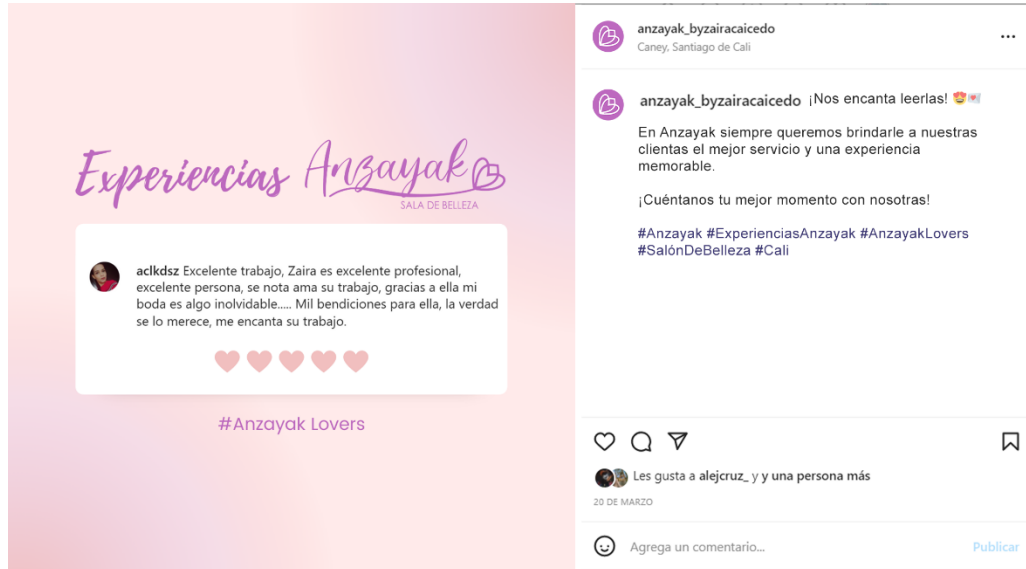 Experiencias Anzayak
SALA DE BELLEZA
aclkdsz Excelente trabajo, Zaira es excelente profesional,
excelente persona, se nota ama su trabajo, gracias a ella mi
boda es algo inolvidable..... Mil bendiciones para ella, la verdad
se lo merece, me encanta su trabajo.
#Anzayak Lovers
anzayak_byzairacaicedo
Caney, Santiago de Cali
anzayak_byzairacaicedo ¡Nos encanta leerlas! 😍💌
En Anzayak siempre queremos brindarle a nuestras
clientas el mejor servicio y una experiencia
memorable.
¡Cuéntanos tu mejor momento con nosotras!
#Anzayak #ExperienciasAnzayak #AnzayakLovers
#SalónDeBelleza #Cali
Les gusta a alejcruz_ y y una persona más
20 DE MARZO
Agrega un comentario...
Publicar